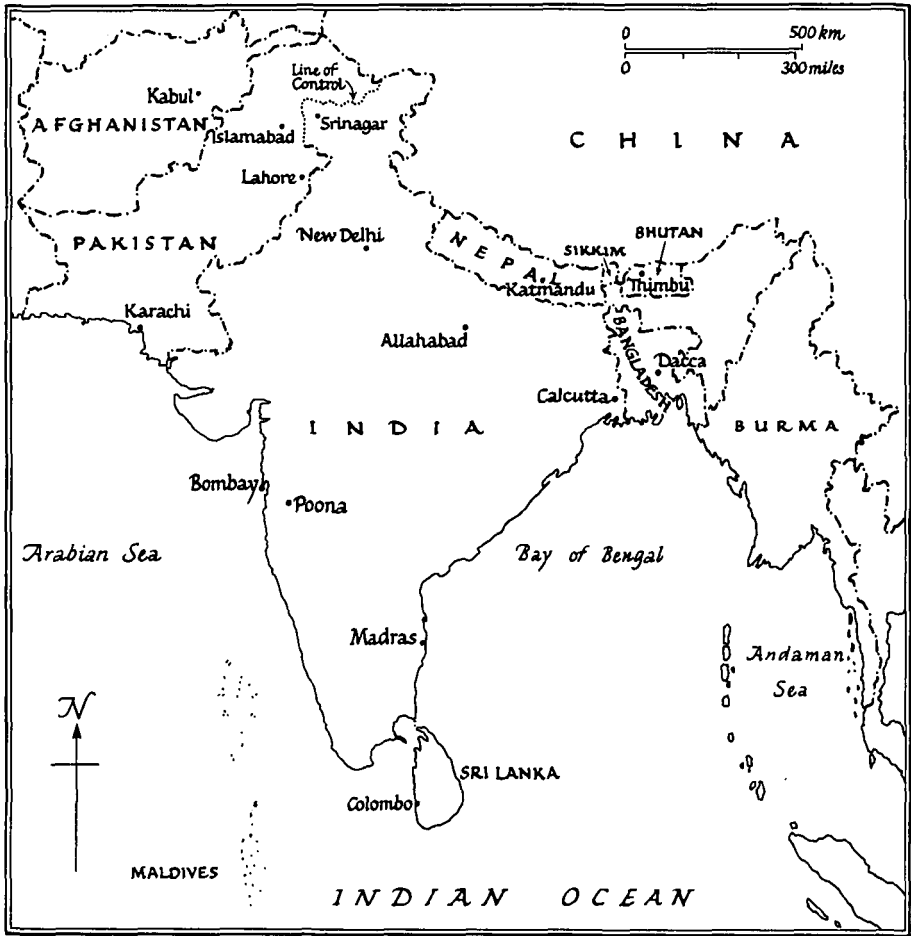 0 500 km
0 300 miles
Line of
Control
Kabul
AFGHANISTAN
Islamabad
Srinagar
CHINA
Lahore
PAKISTAN
New Delhi
NEPAL
SIKKIM
BHUTAN
Katmandu
Thimbu
Karachi
Allahabad
BANGLADESH
Dacca
Calcutta
INDIA
BURMA
Bombay
Poona
Arabian Sea
Bay of Bengal
Madras
Andaman
Sea
N
SRI LANKA
Colombo
MALDIVES
INDIAN OCEAN